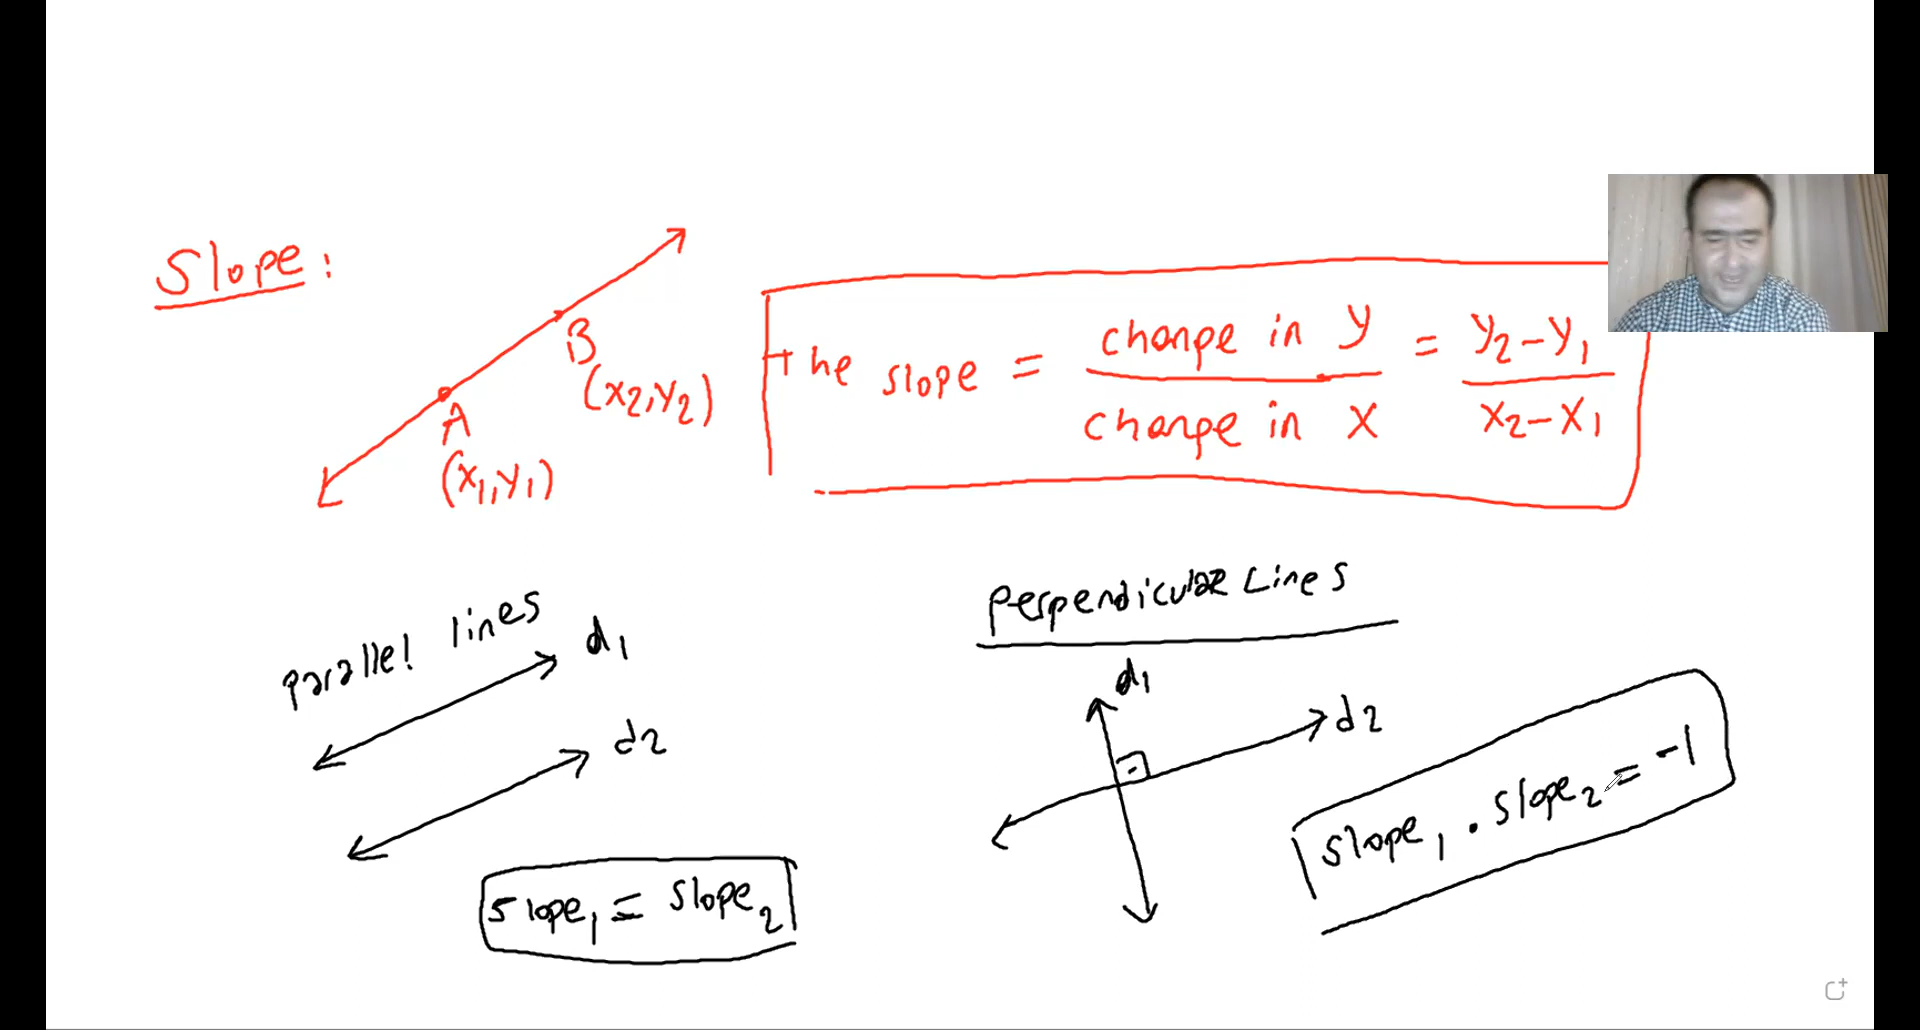 Slope:
B
(x2,y2)
A
(x1,y1)
The slope = change in y / change in x = y2-y1 / x2-x1
parallel lines
d1
d2
slope1 = slope2
Perpendicular Lines
d1
d2
slope1 . slope2 = -1